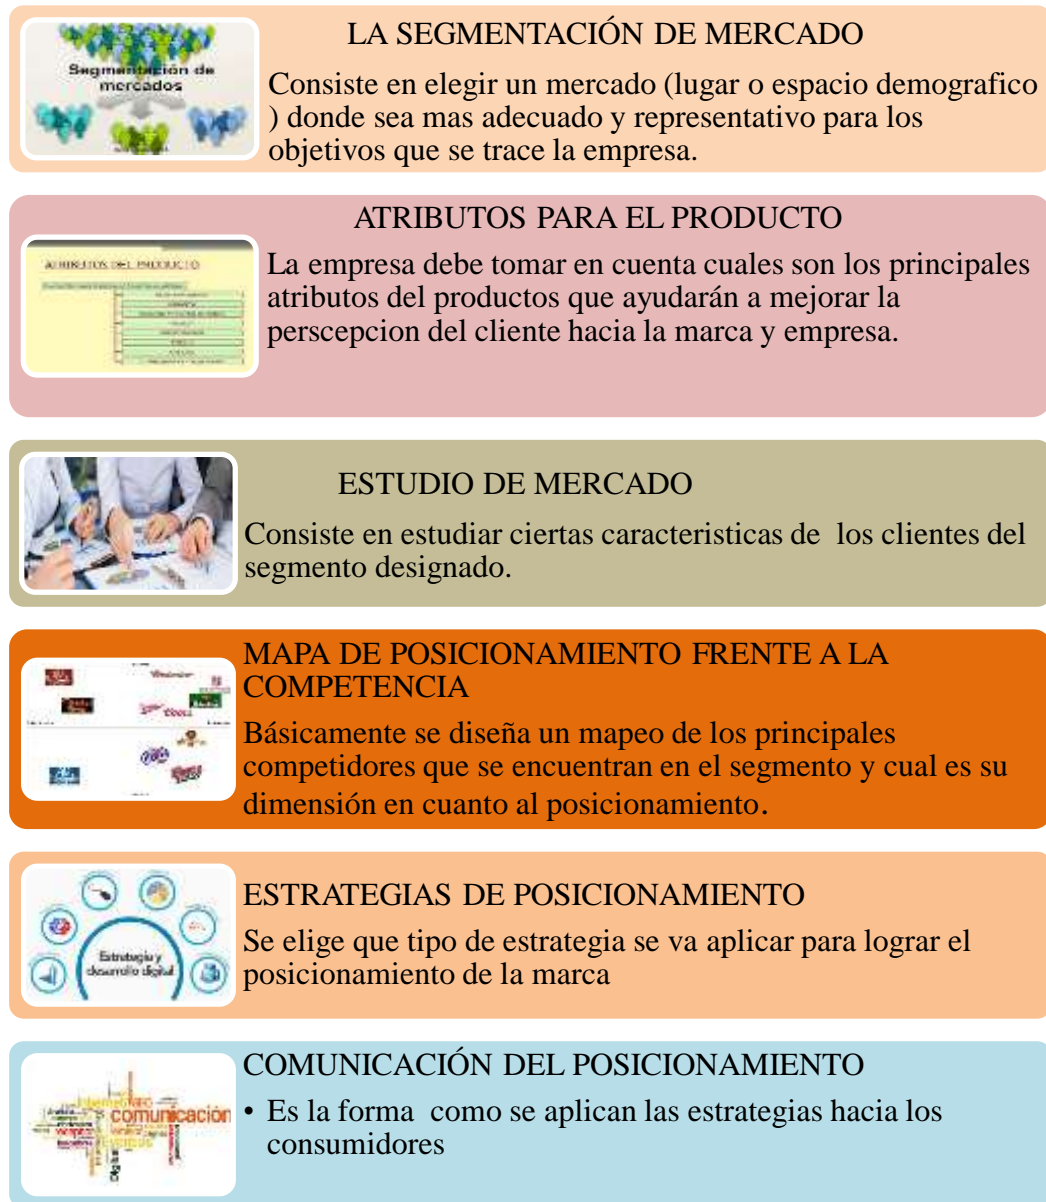 LA SEGMENTACIÓN DE MERCADO
Segmentación de
mercados
Consiste en elegir un mercado (lugar o espacio demografico
) donde sea mas adecuado y representativo para los
objetivos que se trace la empresa.
ATRIBUTOS PARA EL PRODUCTO
ATRIBUTOS DEL PRODUCTO
La empresa debe tomar en cuenta cuales son los principales
atributos del productos que ayudarán a mejorar la
perscepcion del cliente hacia la marca y empresa.
ESTUDIO DE MERCADO
Consiste en estudiar ciertas caracteristicas de los clientes del
segmento designado.
MAPA DE POSICIONAMIENTO FRENTE A LA
COMPETENCIA
Básicamente se diseña un mapeo de los principales
competidores que se encuentran en el segmento y cual es su
dimensión en cuanto al posicionamiento.
ESTRATEGIAS DE POSICIONAMIENTO
Estrategia y
desarrollo digital
Se elige que tipo de estrategia se va aplicar para lograr el
posicionamiento de la marca
COMUNICACIÓN DEL POSICIONAMIENTO
comunicación
Digital
• Es la forma como se aplican las estrategias hacia los
consumidores